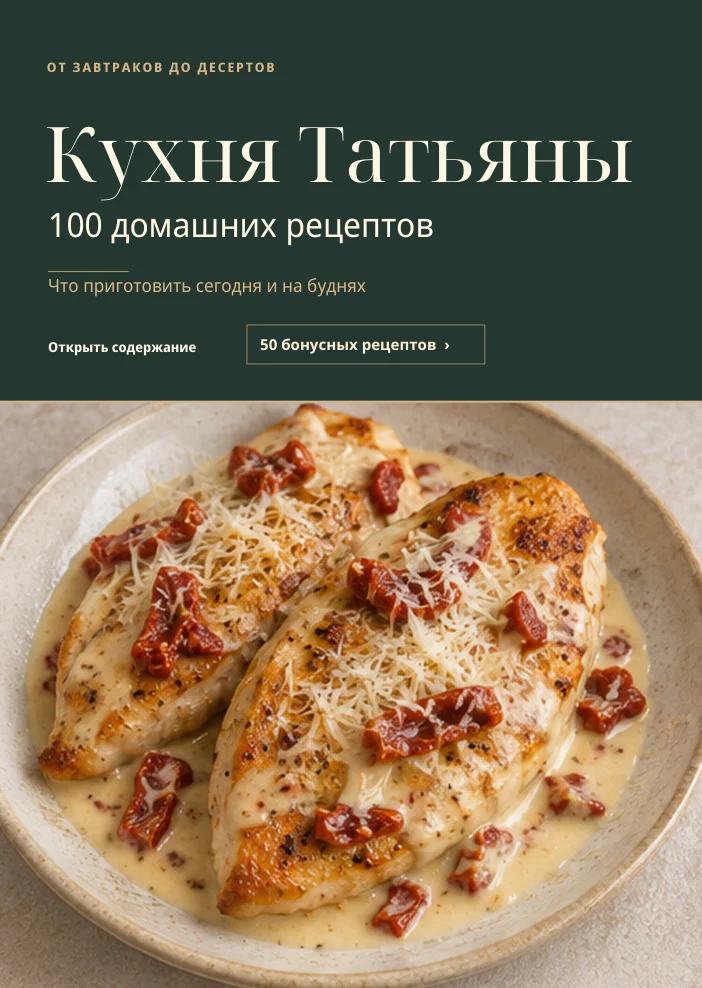 ОТ ЗАВТРАКОВ ДО ДЕСЕРТОВ
Кухня Татьяны
100 домашних рецептов
Что приготовить сегодня и на буднях
Открыть содержание
50 бонусных рецептов ›